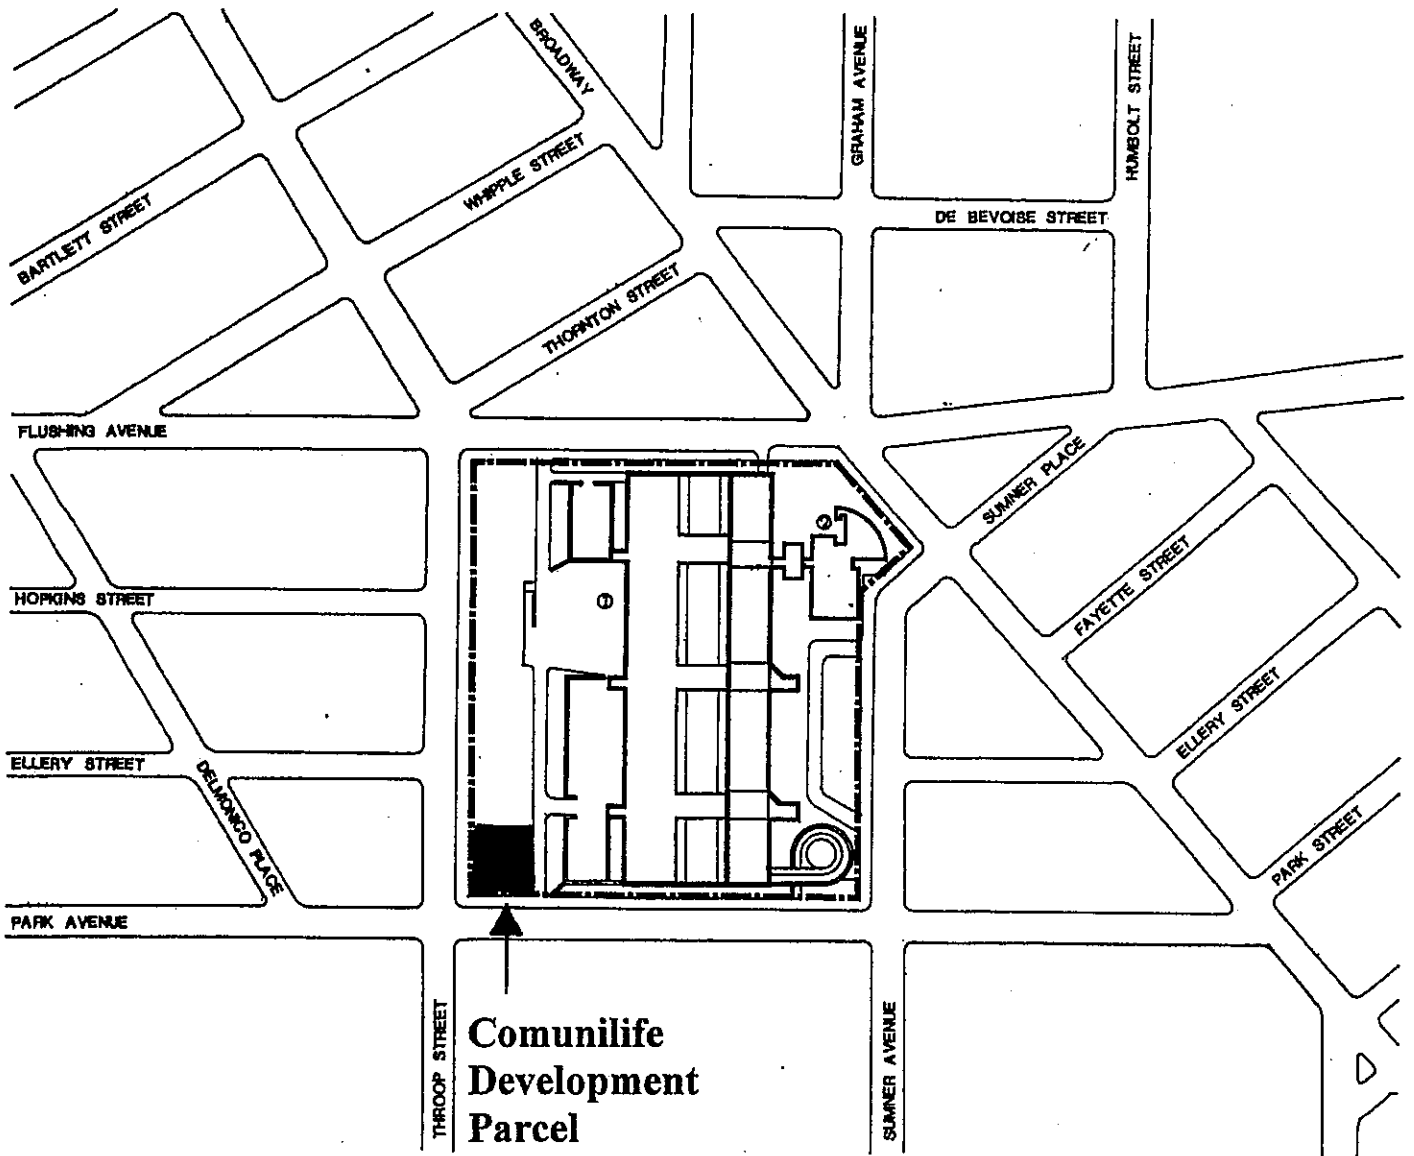 BROADWAY
GRAHAM AVENUE
HUMBOLT STREET
WHIPPLE STREET
BARTLETT STREET
DE BEVOISE STREET
THORNTON STREET
FLUSHING AVENUE
SUMNER PLACE
FAYETTE STREET
HOPKINS STREET
1
2
ELLERY STREET
ELLERY STREET
DELMONICO PLACE
PARK STREET
PARK AVENUE
THROOP STREET
SUMNER AVENUE
Comunilife
Development
Parcel